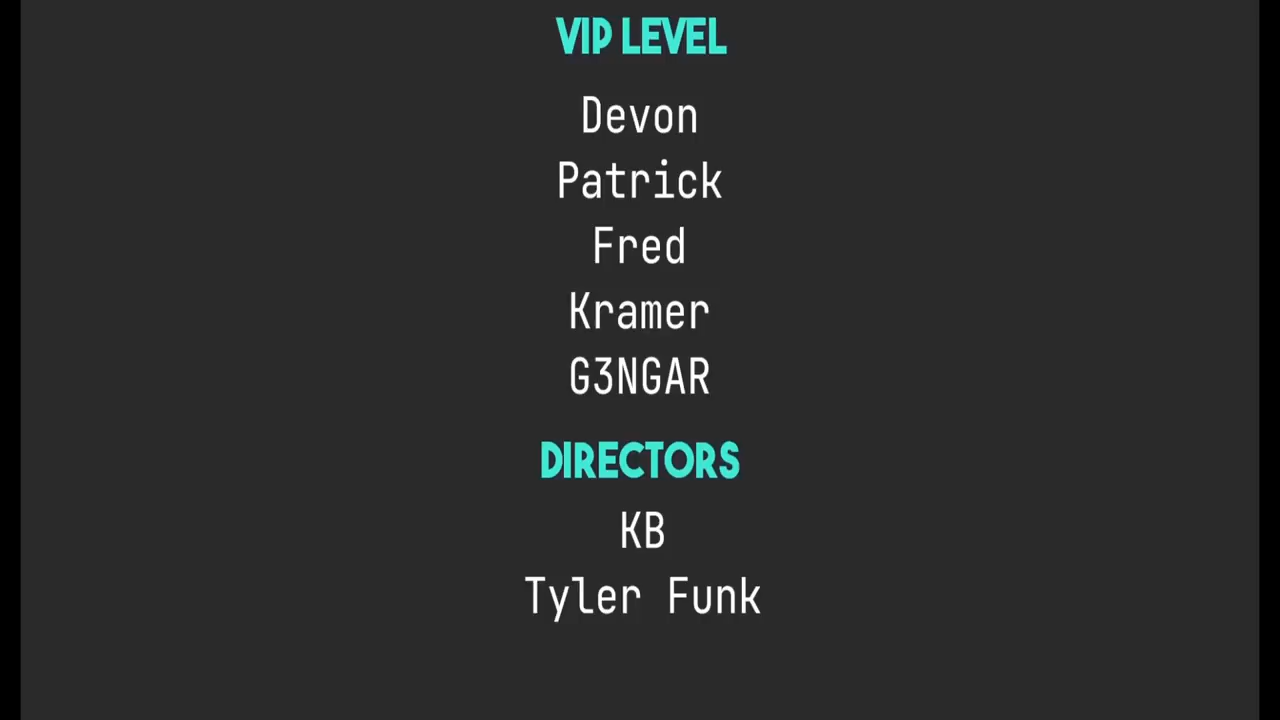 VIP LEVEL
Devon
Patrick
Fred
Kramer
G3NGAR
DIRECTORS
KB
Tyler Funk